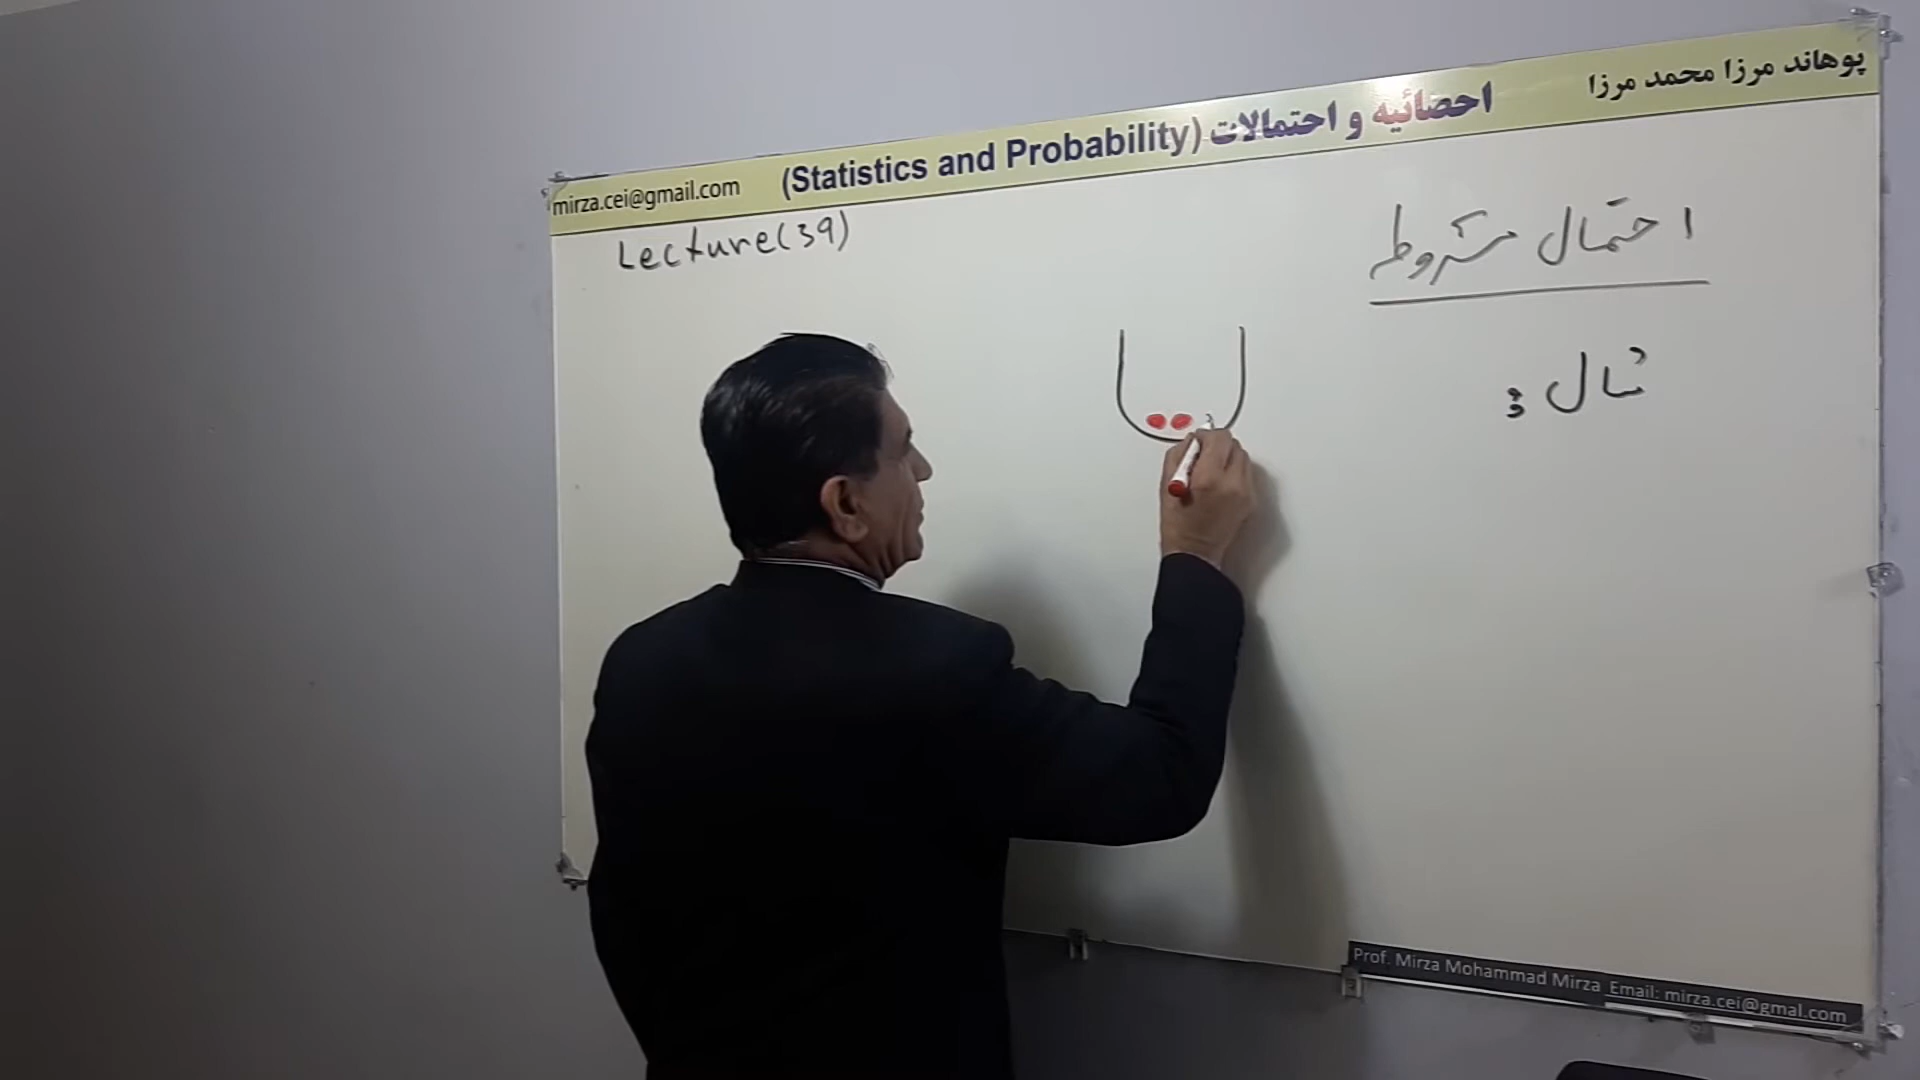 پوهاند مرزا محمد مرزا
احصائیه و احتمالات (Statistics and Probability)
mirza.cei@gmail.com
Lecture(39)
احتمال مشروط
مثال :
Prof. Mirza Mohammad Mirza Email: mirza.cei@gmal.com